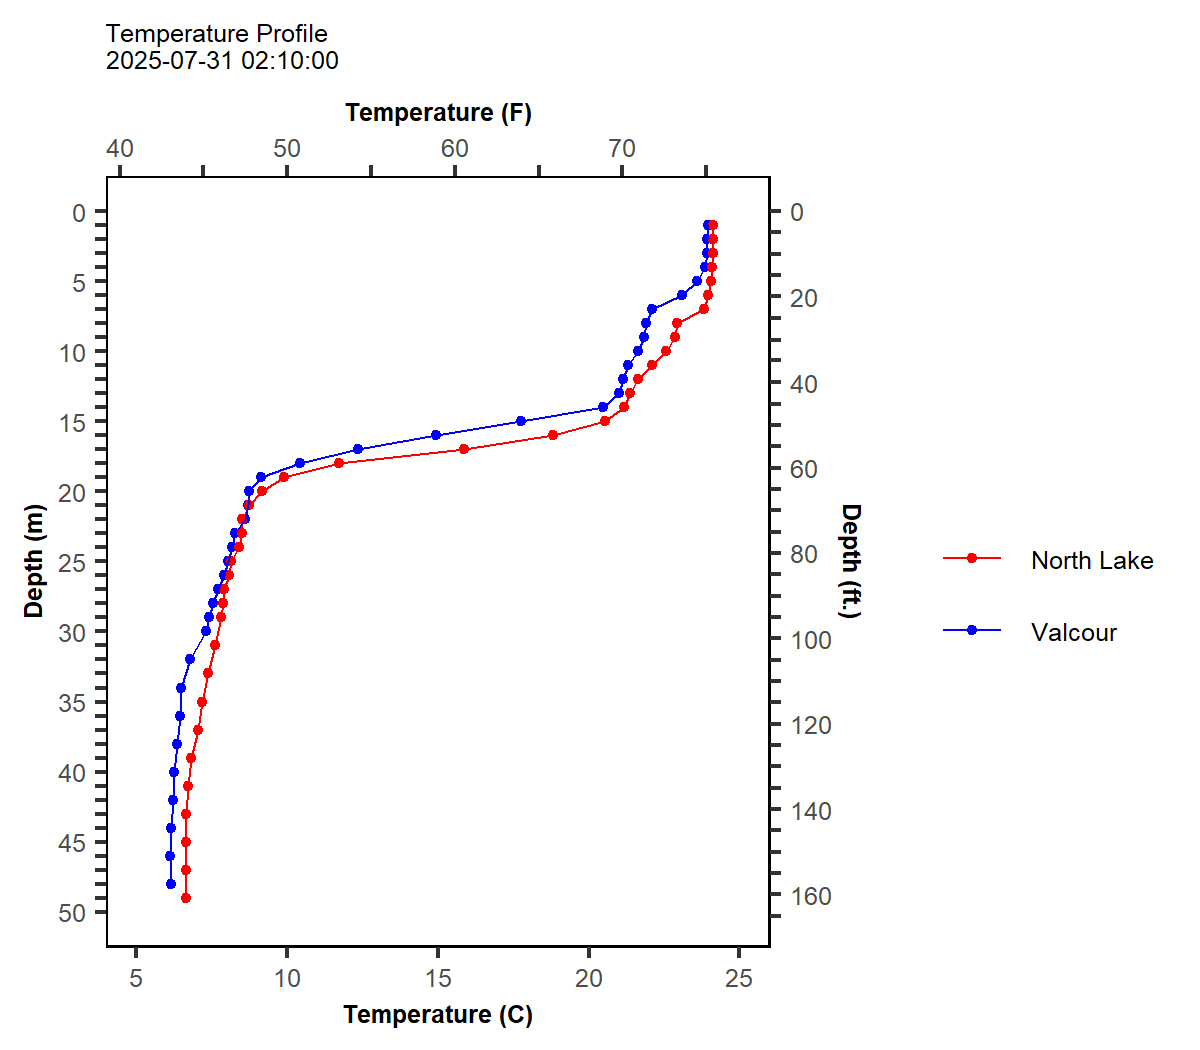 Temperature Profile
2025-07-31 02:10:00
Temperature (F)
40 50 60 70
0
5
10
15
20
25
30
35
40
45
50
Depth (m)
0
20
40
60
80
100
120
140
160
Depth (ft.)
North Lake
Valcour
5 10 15 20 25
Temperature (C)